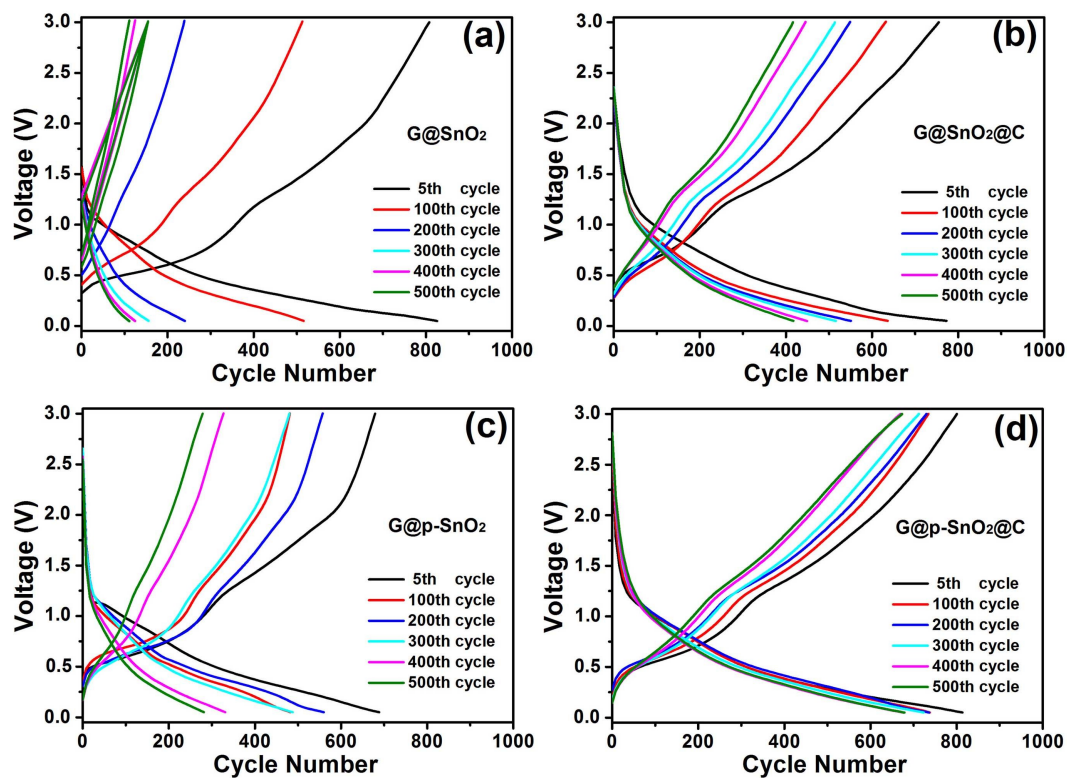 (a)
G@SnO₂
5th cycle
100th cycle
200th cycle
300th cycle
400th cycle
500th cycle
Voltage (V)
3.0
2.5
2.0
1.5
1.0
0.5
0.0
0 200 400 600 800 1000
Cycle Number
(b)
G@SnO₂@C
5th cycle
100th cycle
200th cycle
300th cycle
400th cycle
500th cycle
Voltage (V)
3.0
2.5
2.0
1.5
1.0
0.5
0.0
0 200 400 600 800 1000
Cycle Number
(c)
G@p-SnO₂
5th cycle
100th cycle
200th cycle
300th cycle
400th cycle
500th cycle
Voltage (V)
3.0
2.5
2.0
1.5
1.0
0.5
0.0
0 200 400 600 800 1000
Cycle Number
(d)
G@p-SnO₂@C
5th cycle
100th cycle
200th cycle
300th cycle
400th cycle
500th cycle
Voltage (V)
3.0
2.5
2.0
1.5
1.0
0.5
0.0
0 200 400 600 800 1000
Cycle Number